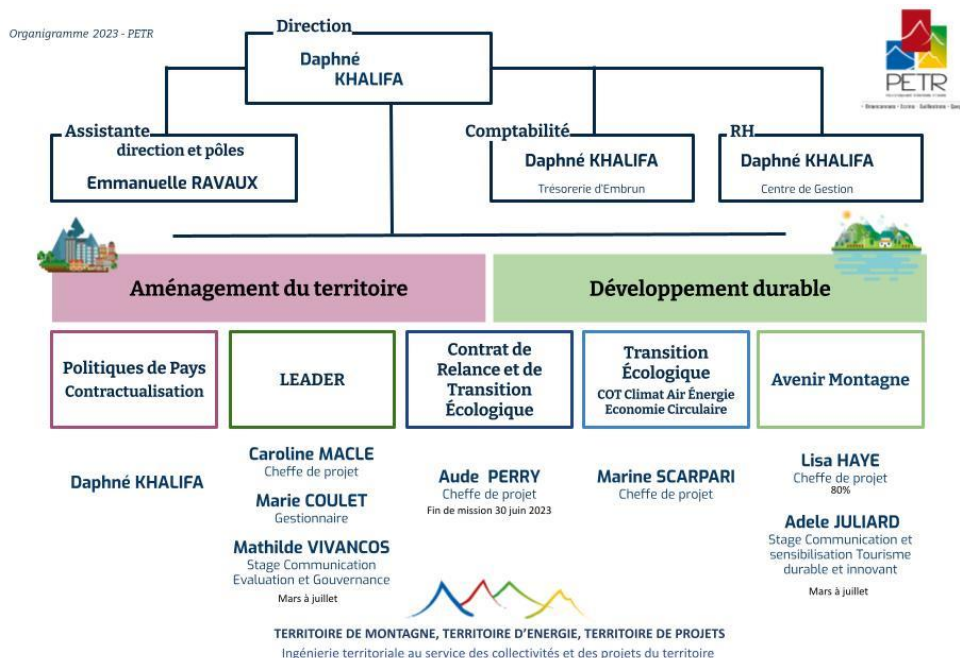 Organigramme 2023 - PETR
Direction
Daphné
KHALIFA
PETR
Assistante
direction et pôles
Emmanuelle RAVAUX
Comptabilité
Daphné KHALIFA
Trésorerie d'Embrun
RH
Daphné KHALIFA
Centre de Gestion
Aménagement du territoire
Développement durable
Politiques de Pays
Contractualisation
LEADER
Contrat de
Relance et de
Transition
Écologique
Transition
Écologique
COT Climat Air Énergie
Economie Circulaire
Avenir Montagne
Daphné KHALIFA
Caroline MACLE
Cheffe de projet
Marie COULET
Gestionnaire
Mathilde VIVANCOS
Stage Communication
Evaluation et Gouvernance
Mars à juillet
Aude PERRY
Cheffe de projet
Fin de mission 30 juin 2023
Marine SCARPARI
Cheffe de projet
Lisa HAYE
Cheffe de projet
80%
Adele JULIARD
Stage Communication et
sensibilisation Tourisme
durable et innovant
Mars à juillet
TERRITOIRE DE MONTAGNE, TERRITOIRE D'ENERGIE, TERRITOIRE DE PROJETS
Ingénierie territoriale au service des collectivités et des projets du territoire